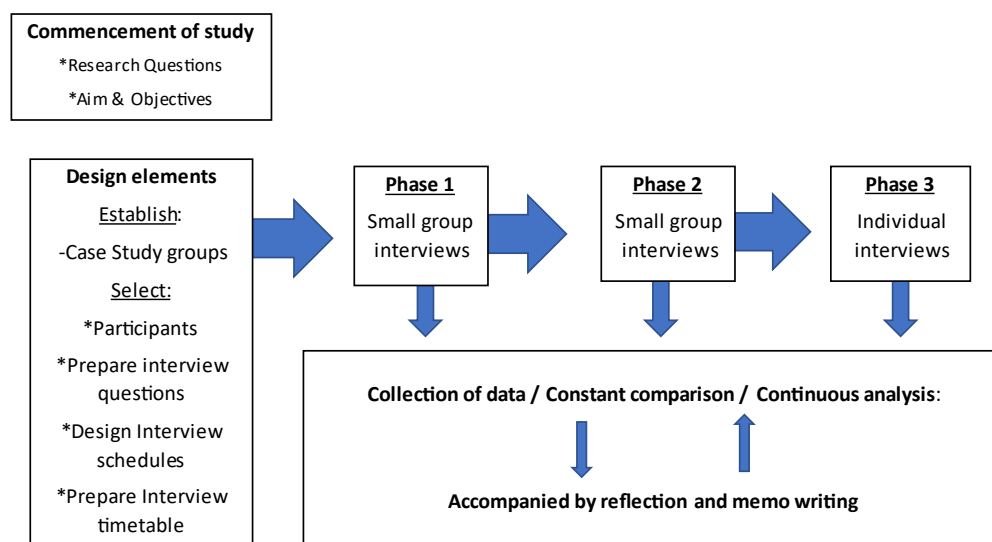 Commencement of study
*Research Questions
*Aim & Objectives
Design elements
Establish:
-Case Study groups
Select:
*Participants
*Prepare interview
questions
*Design Interview
schedules
*Prepare Interview
timetable
Phase 1
Small group
interviews
Phase 2
Small group
interviews
Phase 3
Individual
interviews
Collection of data / Constant comparison / Continuous analysis:
Accompanied by reflection and memo writing